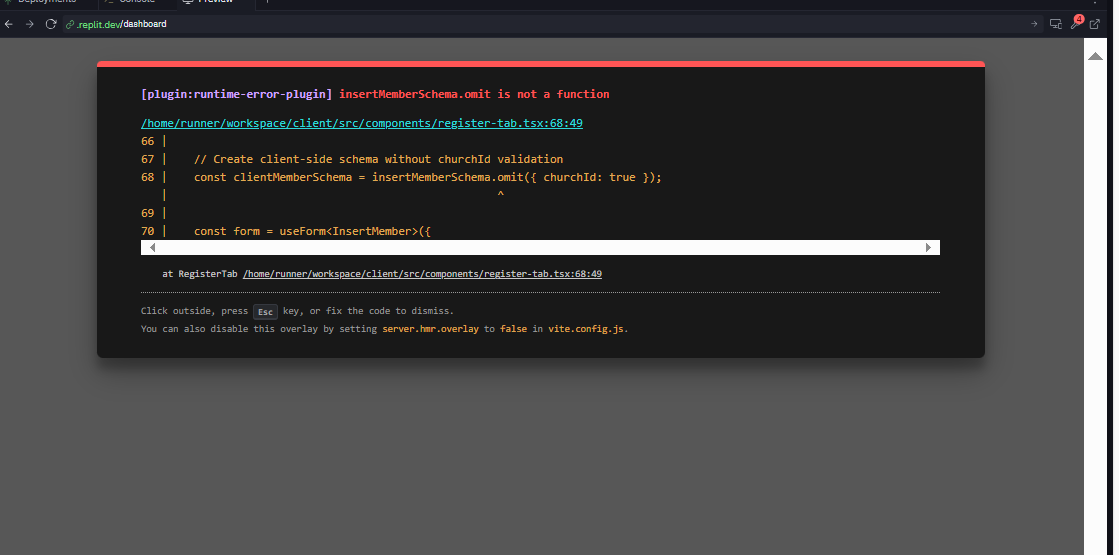 Deployments Console Preview
.replit.dev/dashboard
4
[plugin:runtime-error-plugin] insertMemberSchema.omit is not a function
/home/runner/workspace/client/src/components/register-tab.tsx:68:49
66 |
67 |    // Create client-side schema without churchId validation
68 |    const clientMemberSchema = insertMemberSchema.omit({ churchId: true });
   |                                                  ^
69 |
70 |    const form = useForm<InsertMember>({
at RegisterTab /home/runner/workspace/client/src/components/register-tab.tsx:68:49
Click outside, press Esc key, or fix the code to dismiss.
You can also disable this overlay by setting server.hmr.overlay to false in vite.config.js.